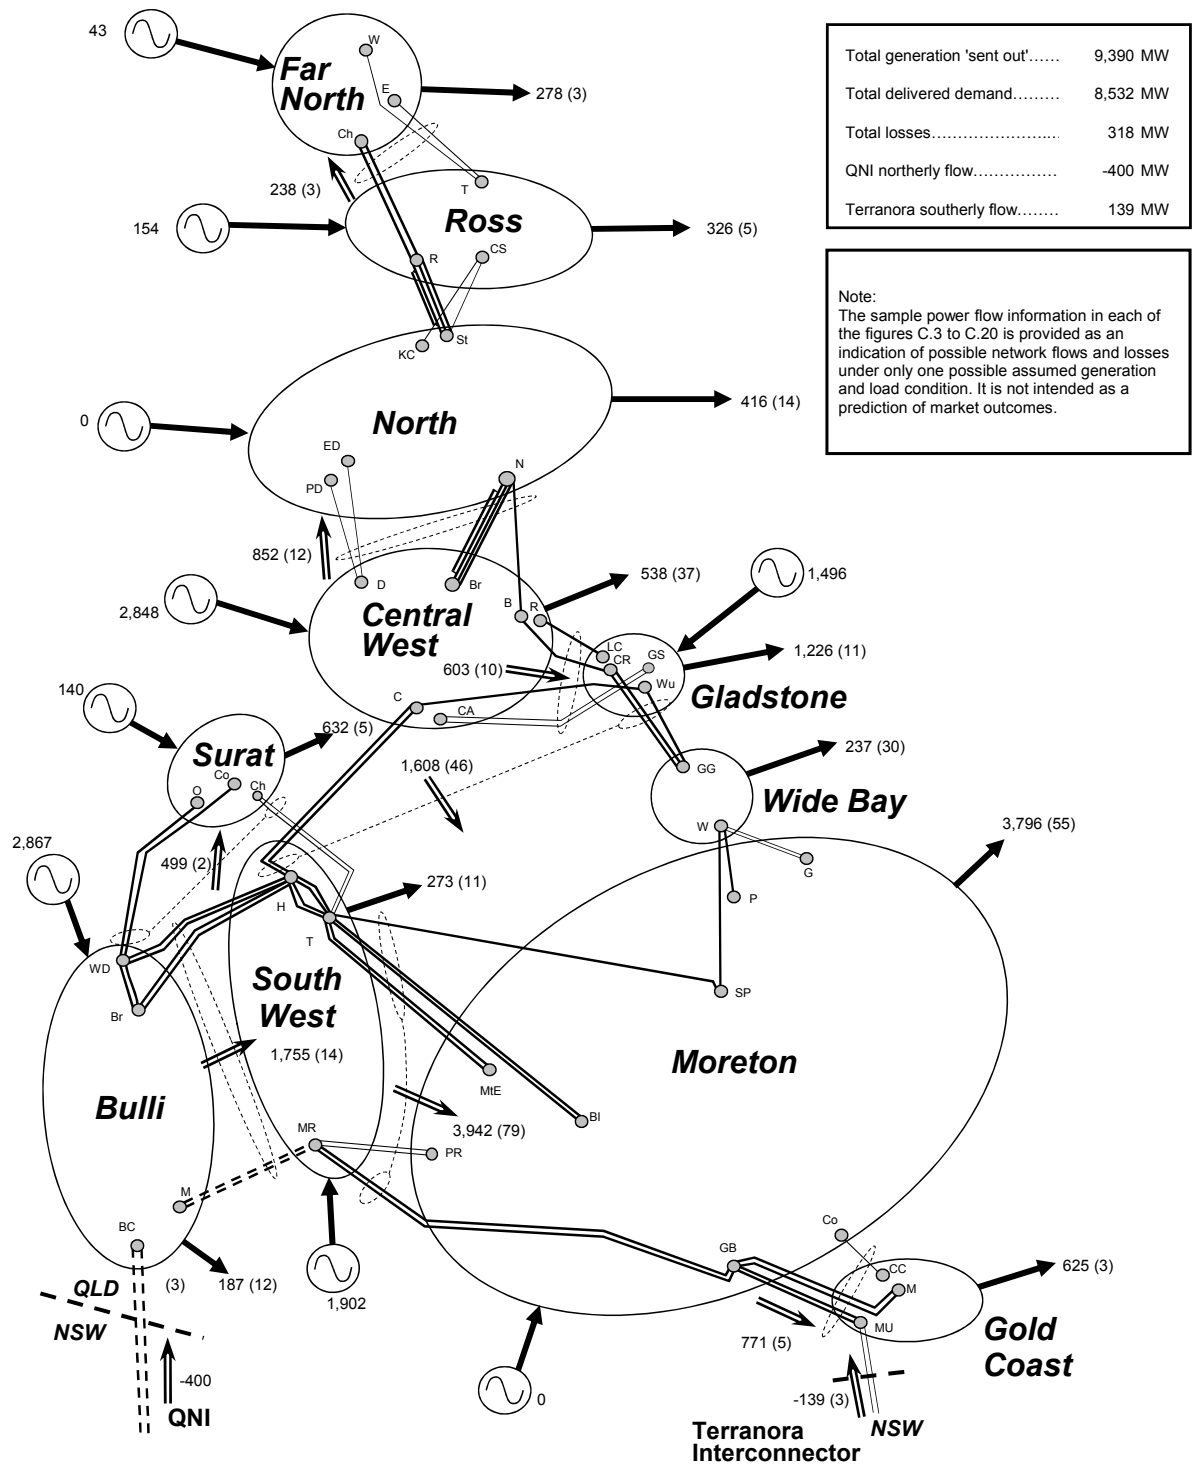 43
W
Far
North
E
278 (3)
Ch
238 (3)
T
154
Ross
326 (5)
CS
R
St
KC
0
North
416 (14)
ED
PD
N
852 (12)
D
Br
2,848
Central
West
B
R
538 (37)
1,496
LC
CR
GS
Wu
1,226 (11)
603 (10)
Gladstone
C
CA
140
Surat
632 (5)
Co
O
Ch
1,608 (46)
GG
237 (30)
Wide Bay
W
G
P
3,796 (55)
2,867
499 (2)
H
273 (11)
T
WD
Br
South
West
SP
1,755 (14)
Moreton
Bulli
MtE
BI
3,942 (79)
MR
PR
M
BC
(3)
187 (12)
QLD
NSW
-400
QNI
1,902
0
Co
GB
CC
M
625 (3)
MU
771 (5)
Gold
Coast
-139 (3)
NSW
Terranora
Interconnector
Total generation 'sent out'...... 9,390 MW
Total delivered demand......... 8,532 MW
Total losses........................ 318 MW
QNI northerly flow................ -400 MW
Terranora southerly flow........ 139 MW
Note:
The sample power flow information in each of
the figures C.3 to C.20 is provided as an
indication of possible network flows and losses
under only one possible assumed generation
and load condition. It is not intended as a
prediction of market outcomes.